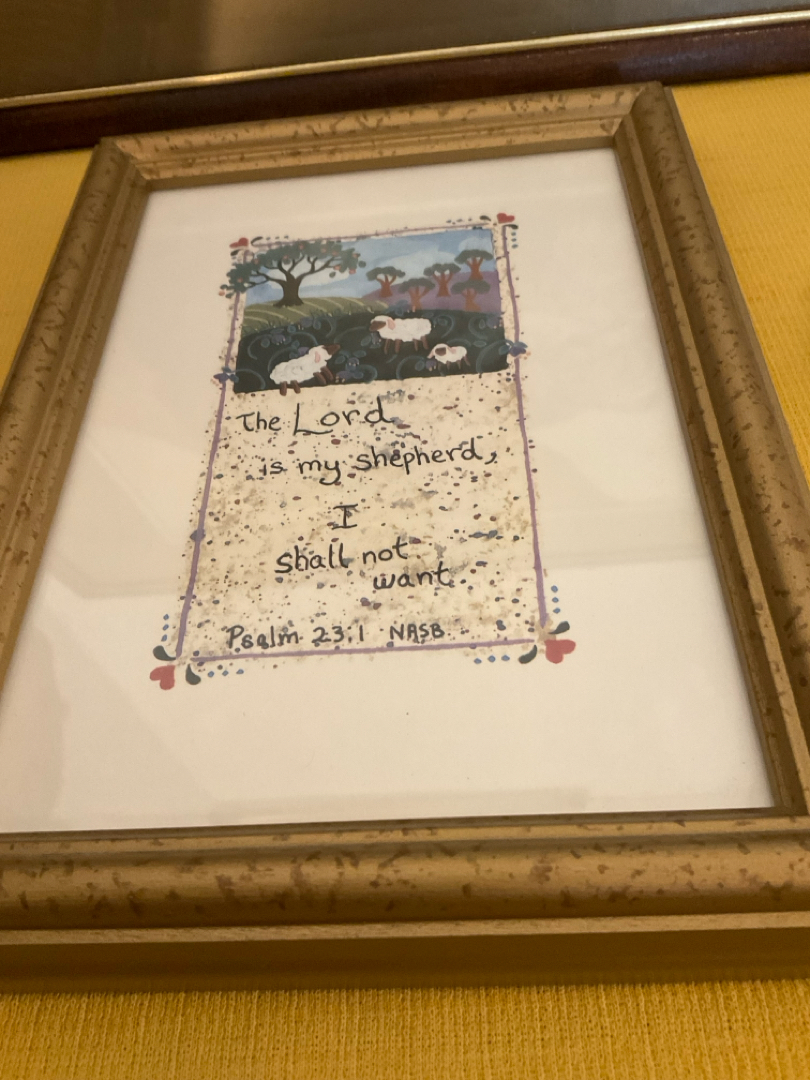 The Lord
is my shepherd,
I
shall not
want.
Psalm 23:1 NASB